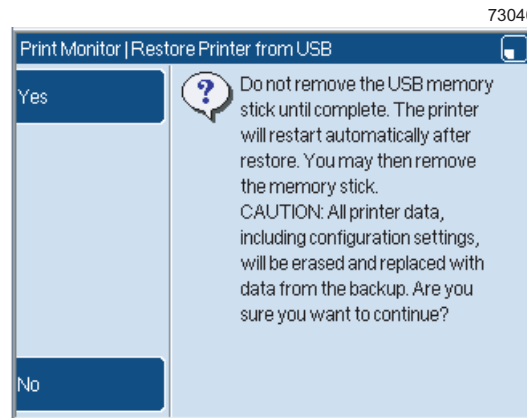 7304
Print Monitor | Restore Printer from USB
Yes
Do not remove the USB memory
stick until complete. The printer
will restart automatically after
restore. You may then remove
the memory stick.
CAUTION: All printer data,
including configuration settings,
will be erased and replaced with
data from the backup. Are you
sure you want to continue?
No